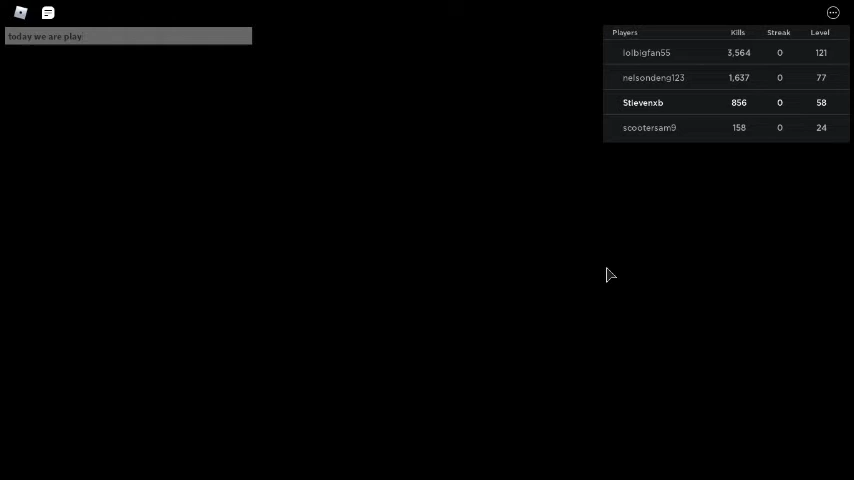 today we are play
Players Kills Streak Level
lolbigfan55 3,564 0 121
nelsondeng123 1,637 0 77
Stievenxb 856 0 58
scootersam9 158 0 24